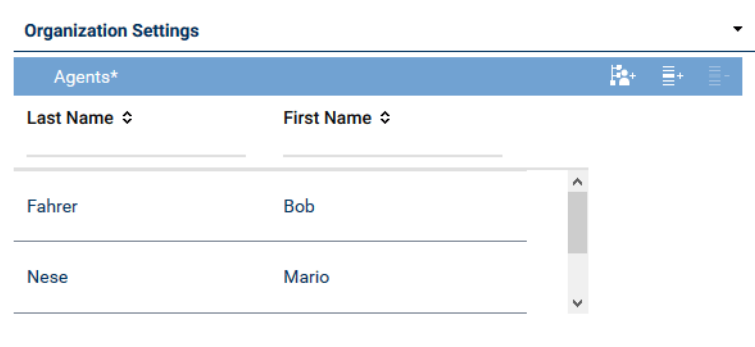 Organization Settings
Agents*
Last Name First Name
Fahrer Bob
Nese Mario